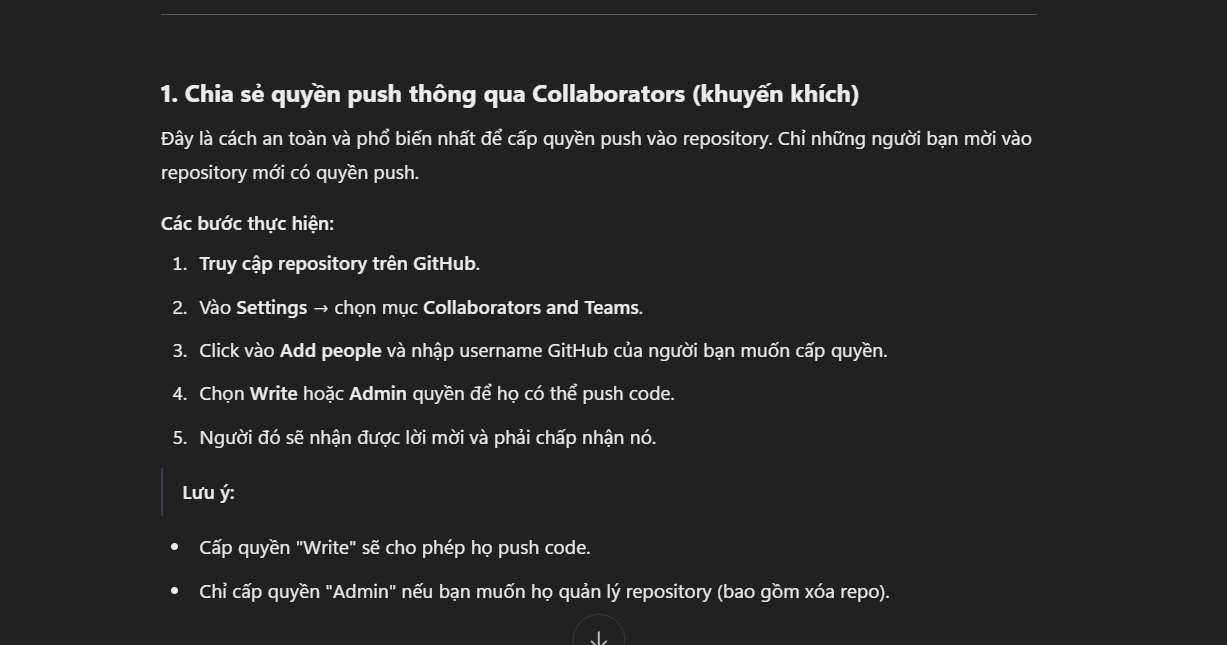 1. Chia sẻ quyền push thông qua Collaborators (khuyến khích)
Đây là cách an toàn và phổ biến nhất để cấp quyền push vào repository. Chỉ những người bạn mời vào
repository mới có quyền push.
Các bước thực hiện:
1. Truy cập repository trên GitHub.
2. Vào Settings → chọn mục Collaborators and Teams.
3. Click vào Add people và nhập username GitHub của người bạn muốn cấp quyền.
4. Chọn Write hoặc Admin quyền để họ có thể push code.
5. Người đó sẽ nhận được lời mời và phải chấp nhận nó.
Lưu ý:
• Cấp quyền "Write" sẽ cho phép họ push code.
• Chỉ cấp quyền "Admin" nếu bạn muốn họ quản lý repository (bao gồm xóa repo).